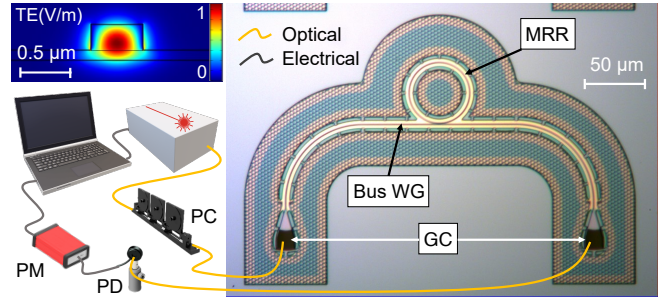 TE(V/m)
1
0.5 μm
0
Optical
Electrical
MRR
50 μm
Bus WG
GC
PC
PM
PD